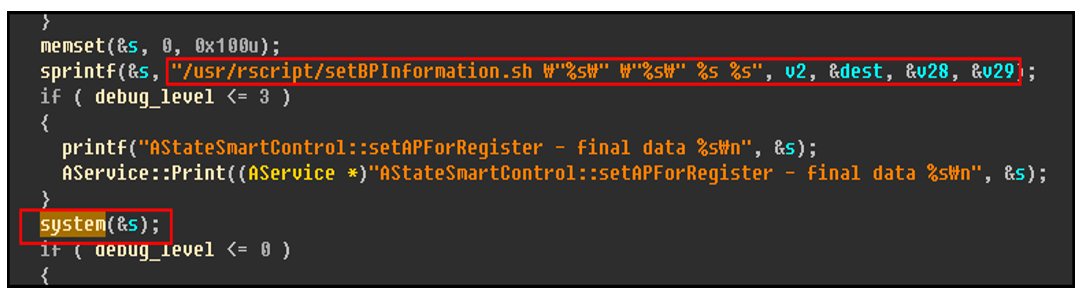 }
memset(&s, 0, 0x100u);
sprintf(&s, "/usr/rscript/setBPInformation.sh ₩"%s₩" ₩"%s₩" %s %s", v2, &dest, &v28, &v29);
if ( debug_level <= 3 )
{
printf("AStateSmartControl::setAPForRegister - final data %s₩n", &s);
AService::Print((AService *)"AStateSmartControl::setAPForRegister - final data %s₩n", &s);
}
system(&s);
if ( debug_level <= 0 )
{